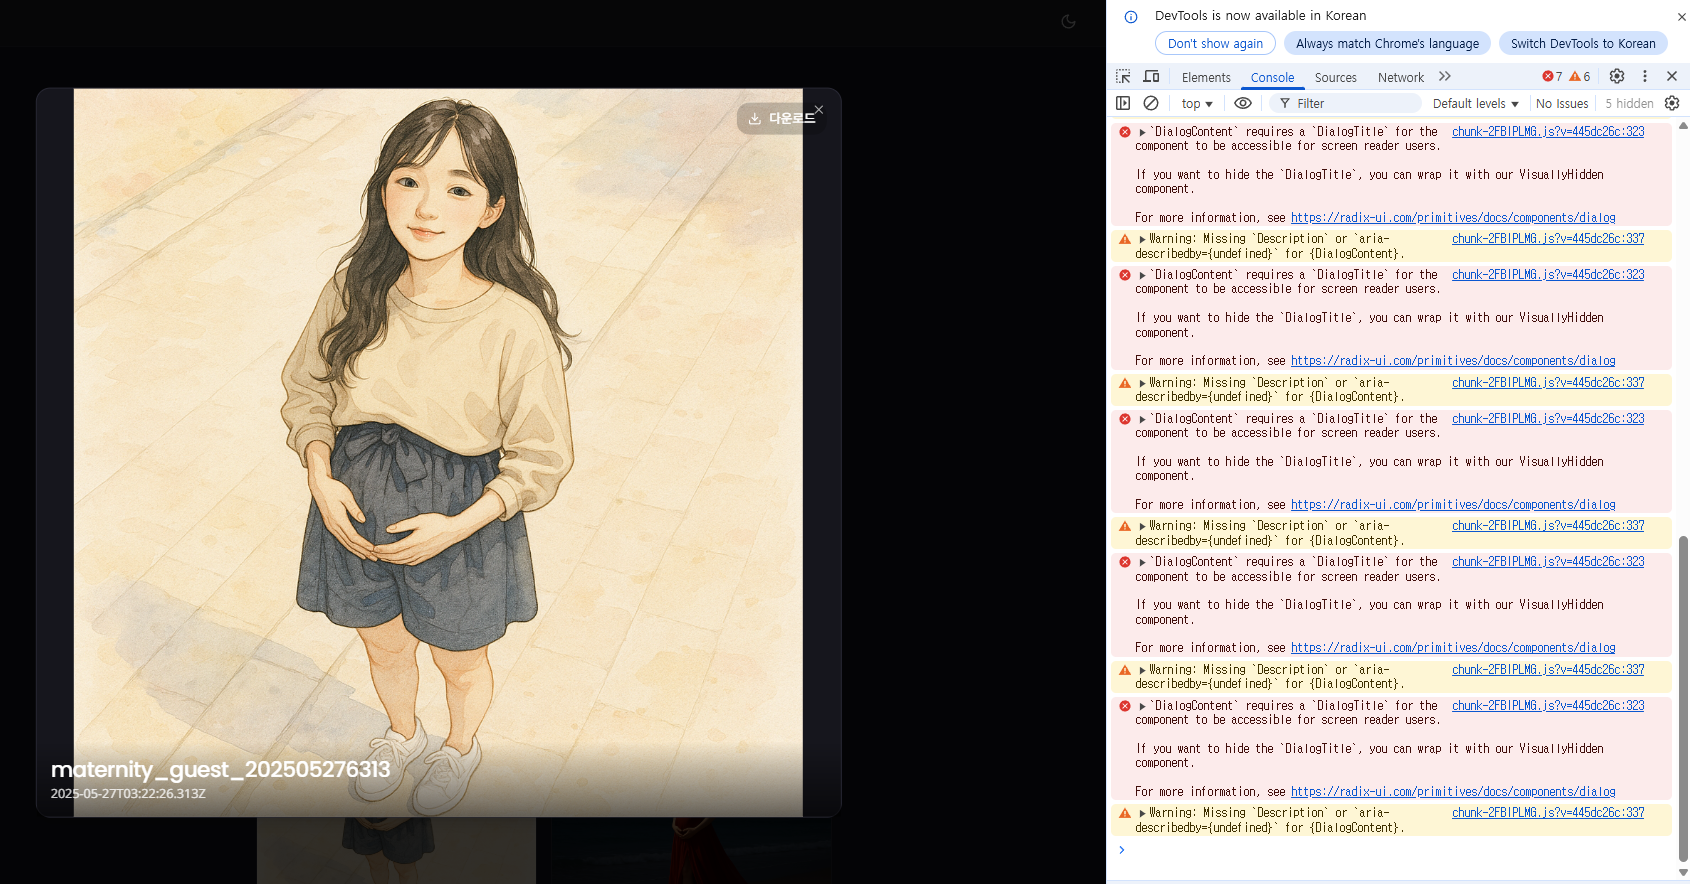 다운로드
maternity_guest_202505276313
2025-05-27T03:22:26.313Z
DevTools is now available in Korean
Don't show again
Always match Chrome's language
Switch DevTools to Korean
Elements
Console
Sources
Network
7
6
top
Filter
Default levels
No Issues
5 hidden
`DialogContent` requires a `DialogTitle` for the chunk-2FBIPLMG.js?v=445dc26c:323
component to be accessible for screen reader users.
If you want to hide the `DialogTitle`, you can wrap it with our VisuallyHidden
component.
For more information, see https://radix-ui.com/primitives/docs/components/dialog
Warning: Missing `Description` or `aria- chunk-2FBIPLMG.js?v=445dc26c:337
describedby={undefined}` for {DialogContent}.
`DialogContent` requires a `DialogTitle` for the chunk-2FBIPLMG.js?v=445dc26c:323
component to be accessible for screen reader users.
If you want to hide the `DialogTitle`, you can wrap it with our VisuallyHidden
component.
For more information, see https://radix-ui.com/primitives/docs/components/dialog
Warning: Missing `Description` or `aria- chunk-2FBIPLMG.js?v=445dc26c:337
describedby={undefined}` for {DialogContent}.
`DialogContent` requires a `DialogTitle` for the chunk-2FBIPLMG.js?v=445dc26c:323
component to be accessible for screen reader users.
If you want to hide the `DialogTitle`, you can wrap it with our VisuallyHidden
component.
For more information, see https://radix-ui.com/primitives/docs/components/dialog
Warning: Missing `Description` or `aria- chunk-2FBIPLMG.js?v=445dc26c:337
describedby={undefined}` for {DialogContent}.
`DialogContent` requires a `DialogTitle` for the chunk-2FBIPLMG.js?v=445dc26c:323
component to be accessible for screen reader users.
If you want to hide the `DialogTitle`, you can wrap it with our VisuallyHidden
component.
For more information, see https://radix-ui.com/primitives/docs/components/dialog
Warning: Missing `Description` or `aria- chunk-2FBIPLMG.js?v=445dc26c:337
describedby={undefined}` for {DialogContent}.
`DialogContent` requires a `DialogTitle` for the chunk-2FBIPLMG.js?v=445dc26c:323
component to be accessible for screen reader users.
If you want to hide the `DialogTitle`, you can wrap it with our VisuallyHidden
component.
For more information, see https://radix-ui.com/primitives/docs/components/dialog
Warning: Missing `Description` or `aria- chunk-2FBIPLMG.js?v=445dc26c:337
describedby={undefined}` for {DialogContent}.